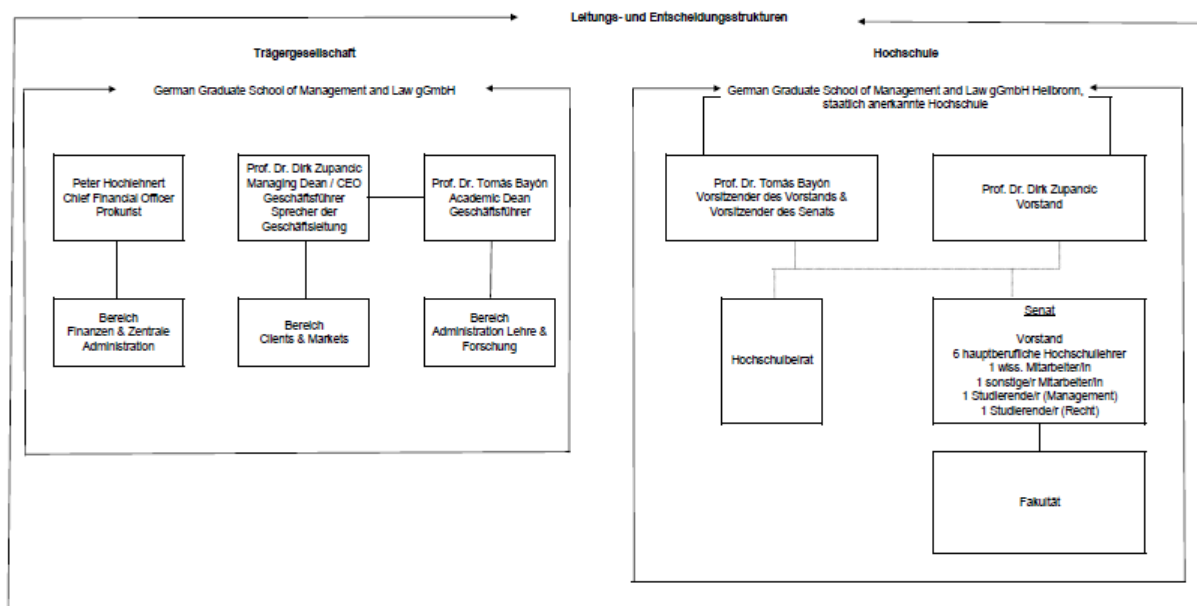 Leitungs- und Entscheidungsstrukturen
Trägergesellschaft
German Graduate School of Management and Law gGmbH
Peter Hochlehnert
Chief Financial Officer
Prokurist
Prof. Dr. Dirk Zupancic
Managing Dean / CEO
Geschäftsführer
Sprecher der
Geschäftsleitung
Prof. Dr. Tomás Bayón
Academic Dean
Geschäftsführer
Bereich
Finanzen & Zentrale
Administration
Bereich
Clients & Markets
Bereich
Administration Lehre &
Forschung
Hochschule
German Graduate School of Management and Law gGmbH Heilbronn,
staatlich anerkannte Hochschule
Prof. Dr. Tomás Bayón
Vorsitzender des Vorstands &
Vorsitzender des Senats
Prof. Dr. Dirk Zupancic
Vorstand
Hochschulbeirat
Senat
Vorstand
6 hauptberufliche Hochschullehrer
1 wiss. Mitarbeiter/in
1 sonstige/r Mitarbeiter/in
1 Studierende/r (Management)
1 Studierende/r (Recht)
Fakultät